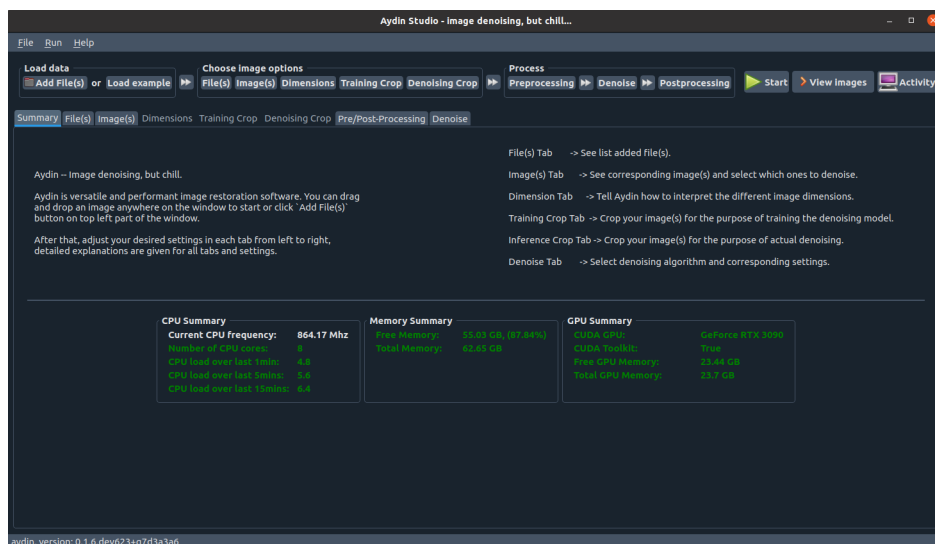 Aydin Studio - image denoising, but chill...
File Run Help
Load data
Add File(s) or Load example
Choose image options
File(s) Image(s) Dimensions Training Crop Denoising Crop
Process
Preprocessing Denoise Postprocessing
Start View images Activity
Summary File(s) Image(s) Dimensions Training Crop Denoising Crop Pre/Post-Processing Denoise
Aydin -- Image denoising, but chill.
Aydin is versatile and performant image restoration software. You can drag
and drop an image anywhere on the window to start or click `Add File(s)`
button on top left part of the window.
After that, adjust your desired settings in each tab from left to right,
detailed explanations are given for all tabs and settings.
File(s) Tab -> See list added file(s).
Image(s) Tab -> See corresponding image(s) and select which ones to denoise.
Dimension Tab -> Tell Aydin how to interpret the different image dimensions.
Training Crop Tab -> Crop your image(s) for the purpose of training the denoising model.
Inference Crop Tab -> Crop your image(s) for the purpose of actual denoising.
Denoise Tab -> Select denoising algorithm and corresponding settings.
CPU Summary
Current CPU frequency: 864.17 Mhz
Number of CPU cores: 8
CPU load over last 1min: 4.8
CPU load over last 5mins: 5.6
CPU load over last 15mins: 6.4
Memory Summary
Free Memory: 55.03 GB, (87.84%)
Total Memory: 62.65 GB
GPU Summary
CUDA GPU: GeForce RTX 3090
CUDA Toolkit: True
Free GPU Memory: 23.44 GB
Total GPU Memory: 23.7 GB
aydin, version: 0.1.6.dev623+g7d3a3a6